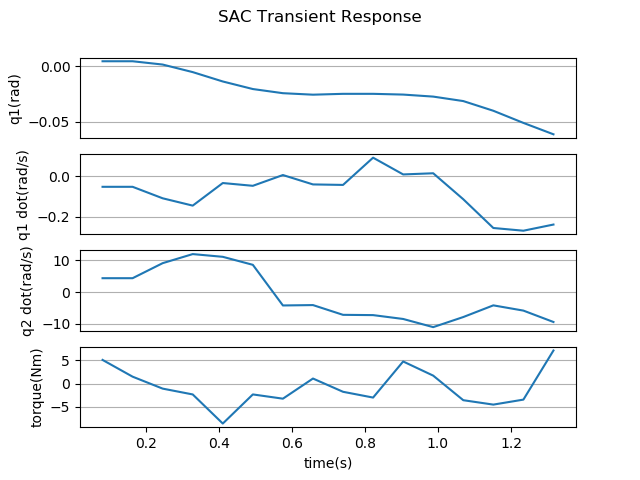 SAC Transient Response
q1(rad)
0.00
−0.05
q1 dot(rad/s)
0.0
−0.2
q2 dot(rad/s)
10
0
−10
torque(Nm)
5
0
−5
0.2 0.4 0.6 0.8 1.0 1.2
time(s)